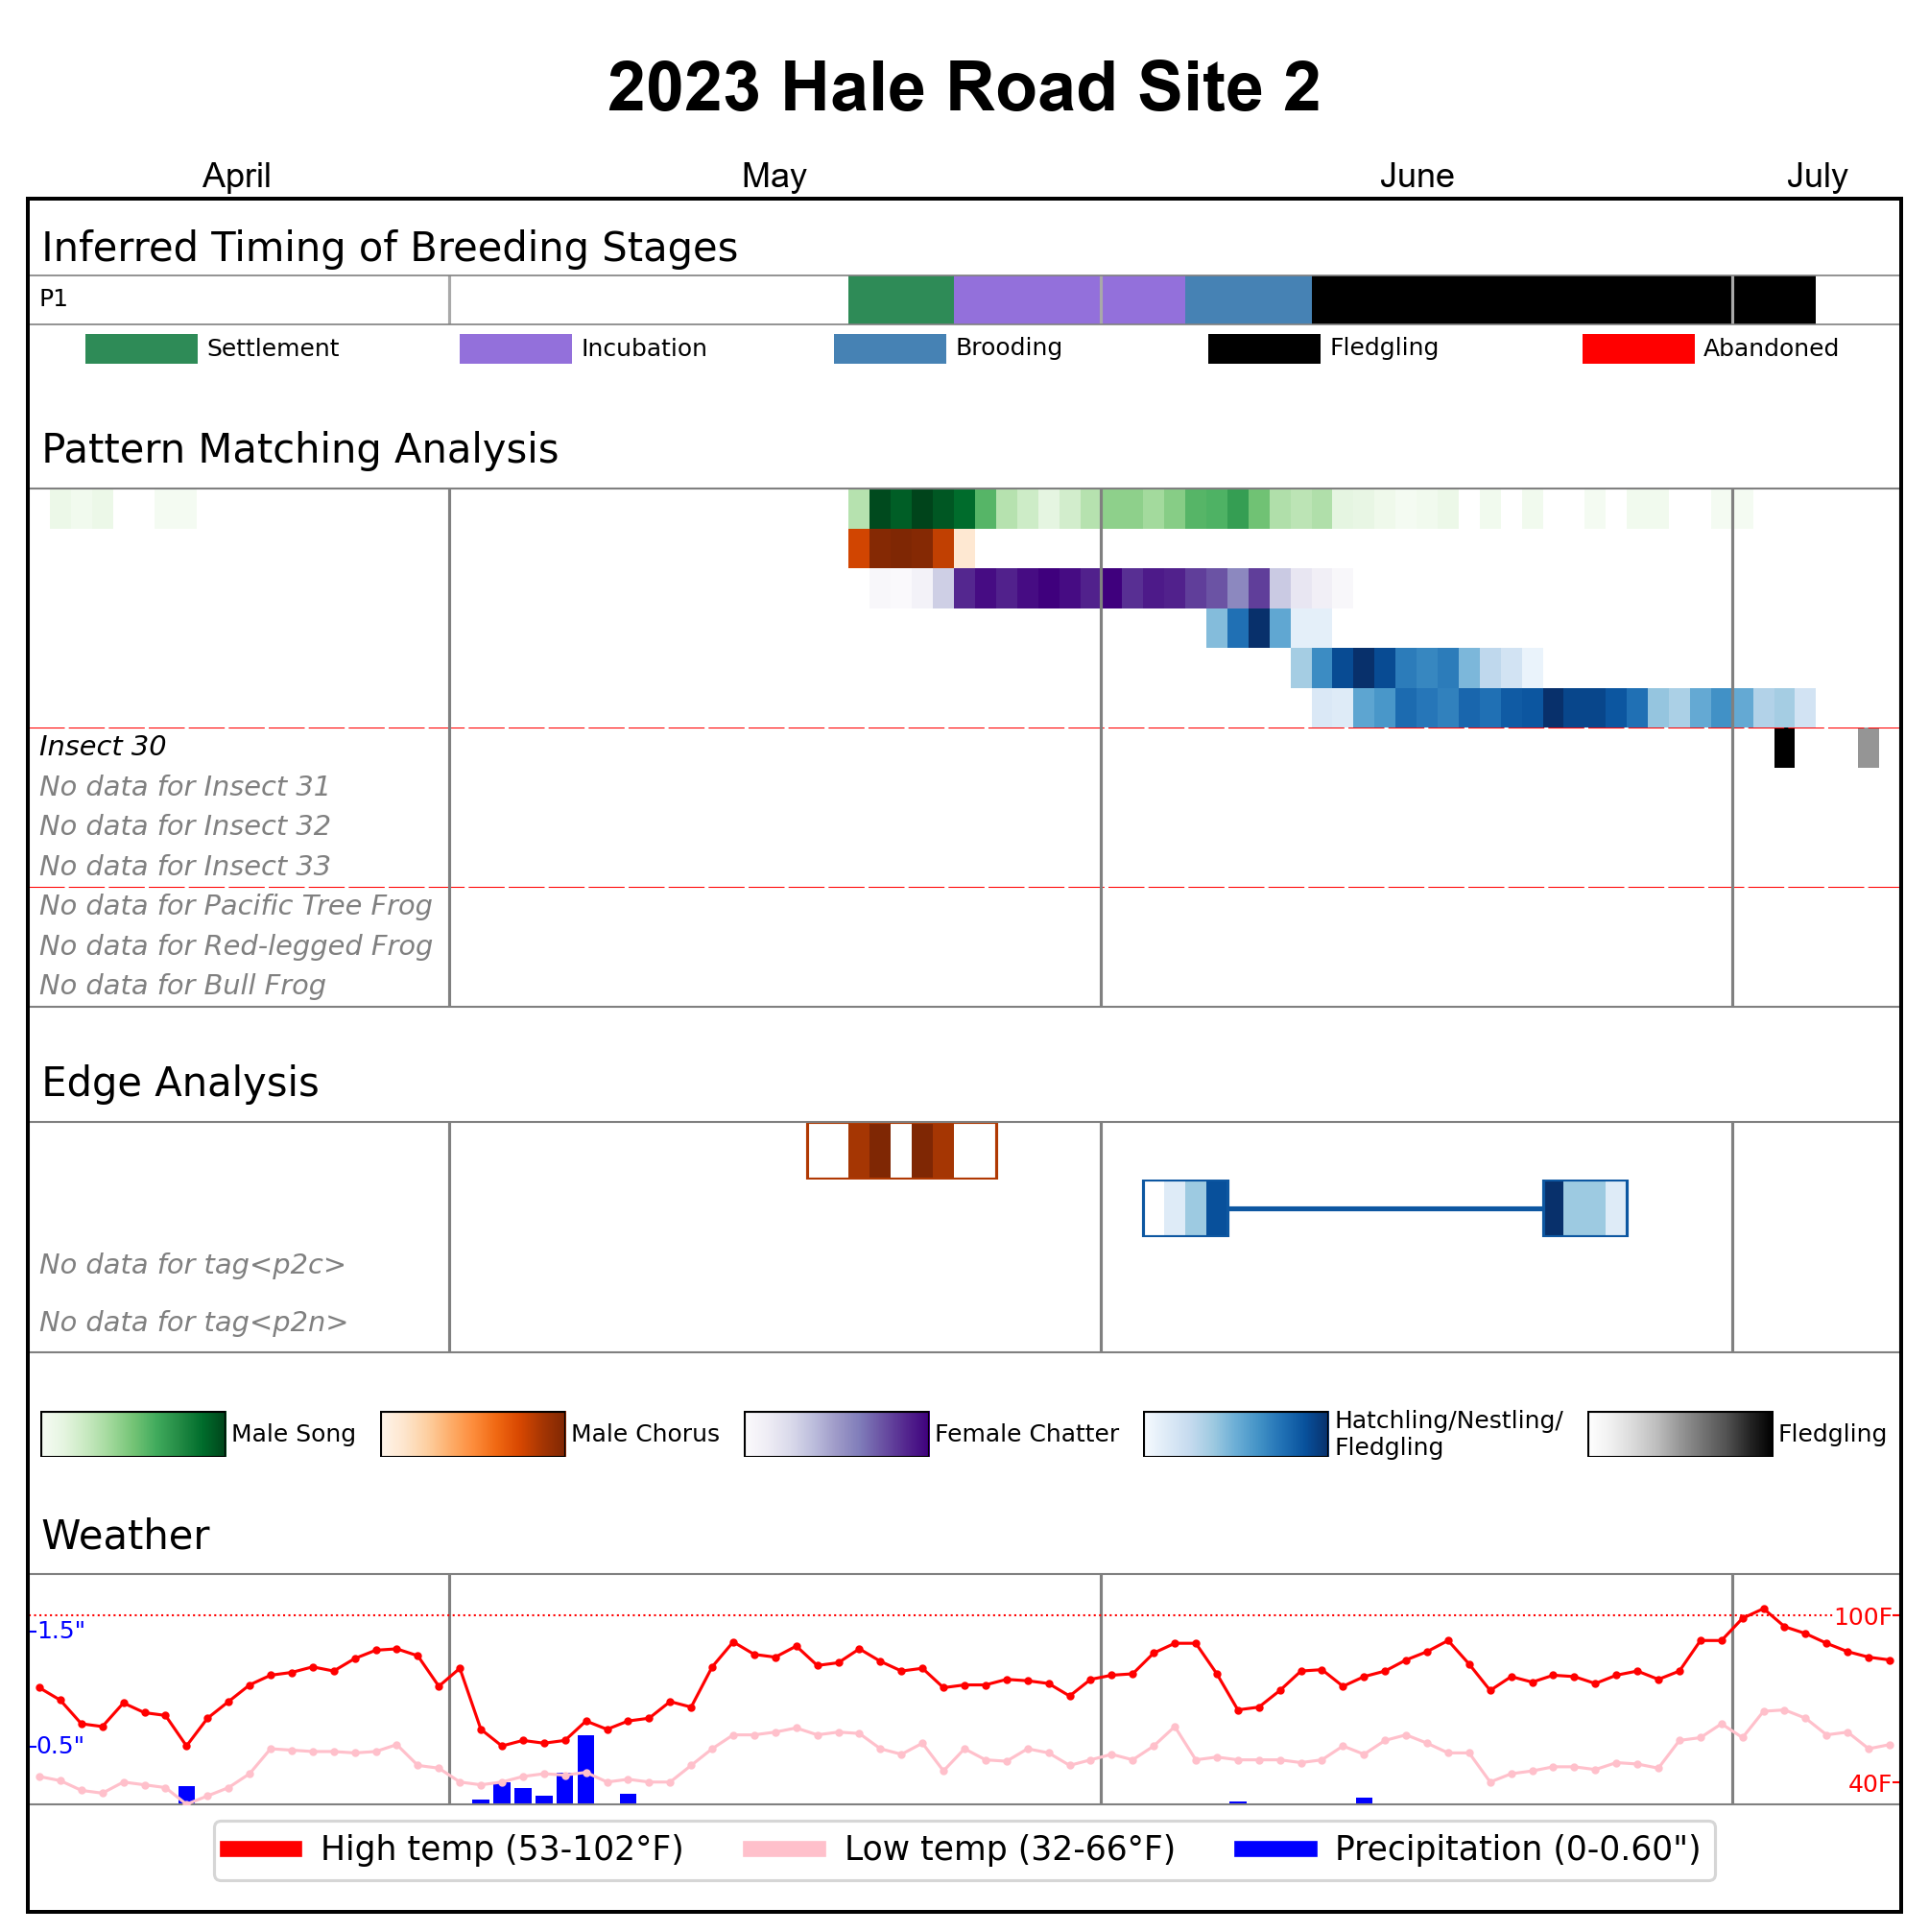 2023 Hale Road Site 2
April May June July
Inferred Timing of Breeding Stages
P1
Settlement Incubation Brooding Fledgling Abandoned
Pattern Matching Analysis
Insect 30
No data for Insect 31
No data for Insect 32
No data for Insect 33
No data for Pacific Tree Frog
No data for Red-legged Frog
No data for Bull Frog
Edge Analysis
No data for tag<p2c>
No data for tag<p2n>
Male Song Male Chorus Female Chatter Hatchling/Nestling/
Fledgling Fledgling
Weather
1.5" 100F
0.5" 40F
High temp (53-102°F) Low temp (32-66°F) Precipitation (0-0.60")